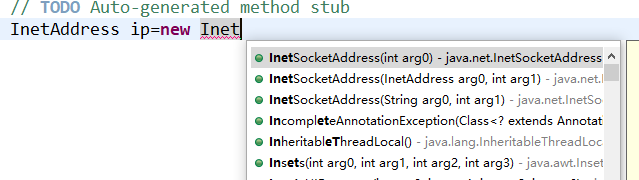 // TODO Auto-generated method stub
InetAddress ip=new Inet
InetSocketAddress(int arg0) - java.net.InetSocketAddress
InetSocketAddress(InetAddress arg0, int arg1) - java.net.I
InetSocketAddress(String arg0, int arg1) - java.net.InetSo
IncompleteAnnotationException(Class<? extends Annotat
InheritableThreadLocal() - java.lang.InheritableThreadLoca
Insets(int arg0, int arg1, int arg2, int arg3) - java.awt.Inset